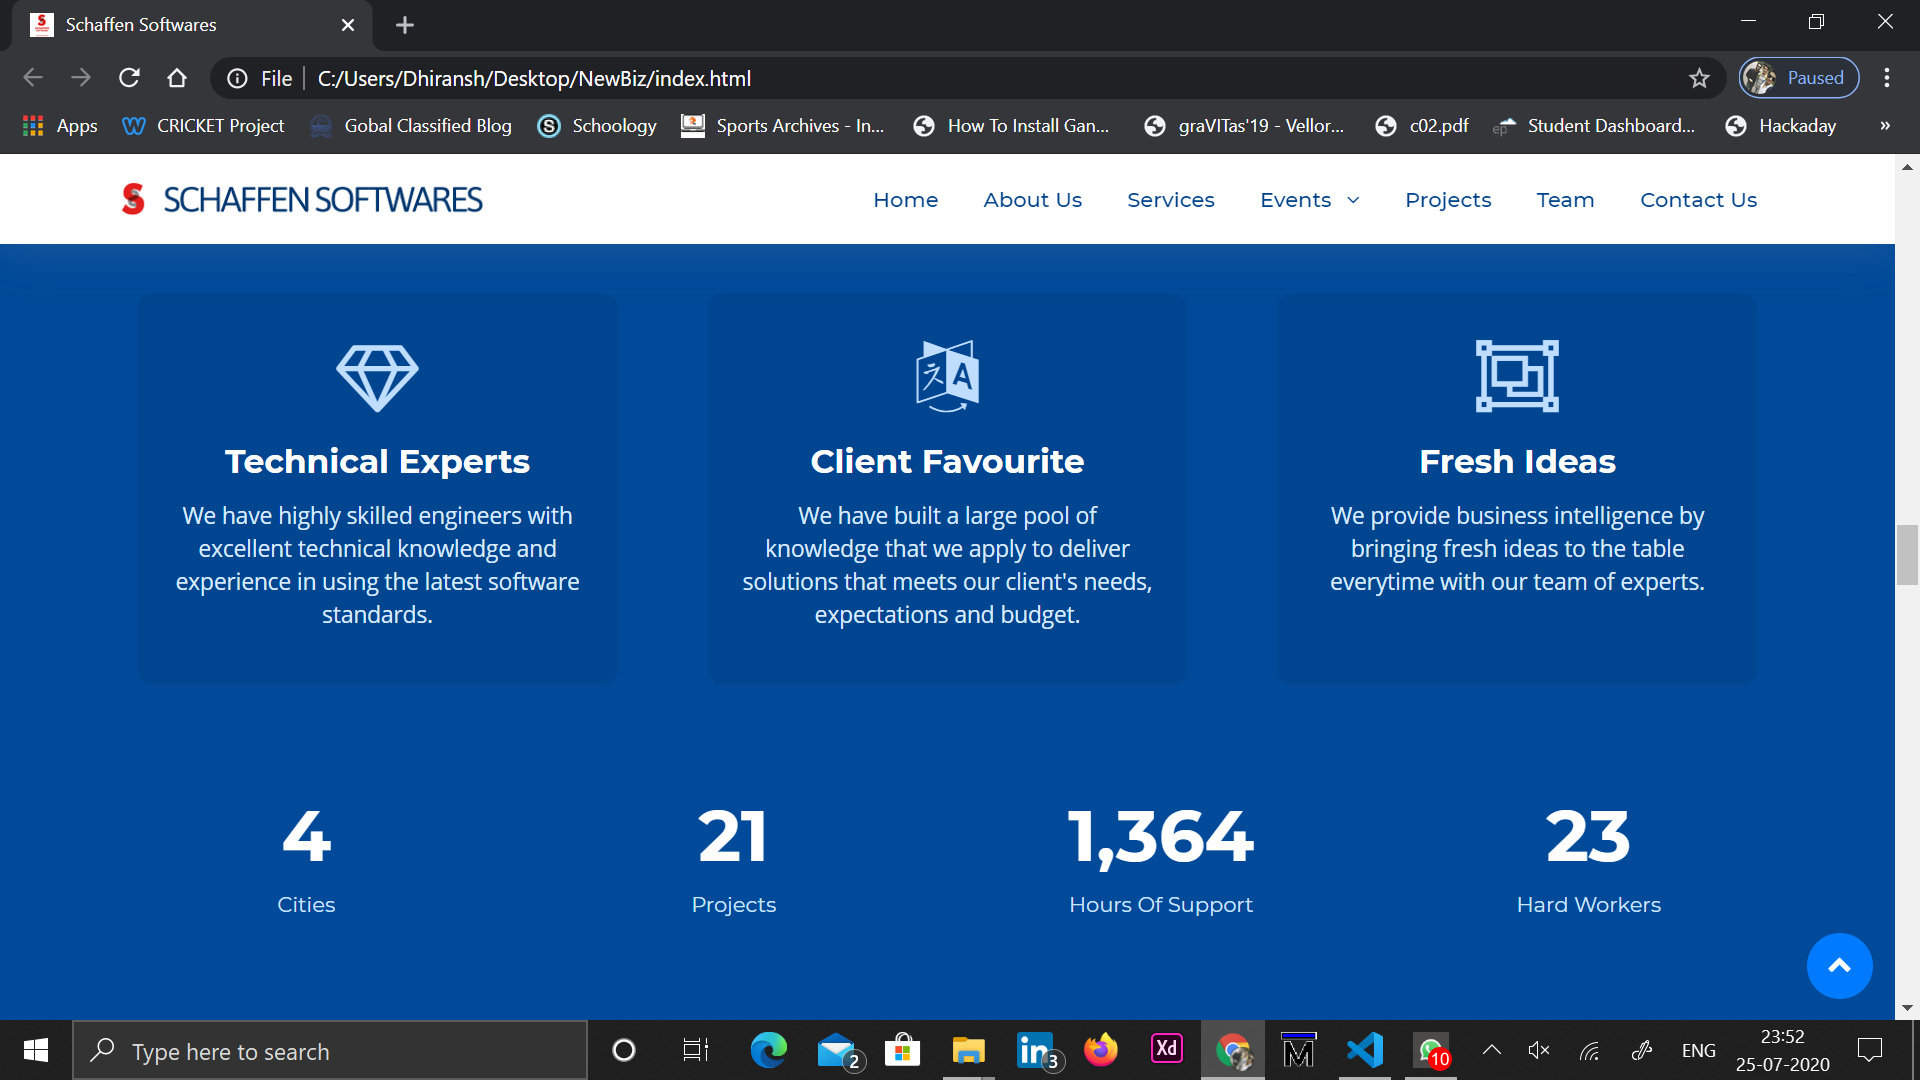 Schaffen Softwares
File
C:/Users/Dhiransh/Desktop/NewBiz/index.html
Paused
Apps
CRICKET Project
Gobal Classified Blog
Schoology
Sports Archives - In...
How To Install Gan...
graVITas'19 - Vellor...
c02.pdf
Student Dashboard...
Hackaday
»
SCHAFFEN SOFTWARES
Home
About Us
Services
Events
Projects
Team
Contact Us
Technical Experts
We have highly skilled engineers with
excellent technical knowledge and
experience in using the latest software
standards.
Client Favourite
We have built a large pool of
knowledge that we apply to deliver
solutions that meets our client's needs,
expectations and budget.
Fresh Ideas
We provide business intelligence by
bringing fresh ideas to the table
everytime with our team of experts.
4
Cities
21
Projects
1,364
Hours Of Support
23
Hard Workers
Type here to search
2
in
3
Xd
M
10
ENG
23:52
25-07-2020